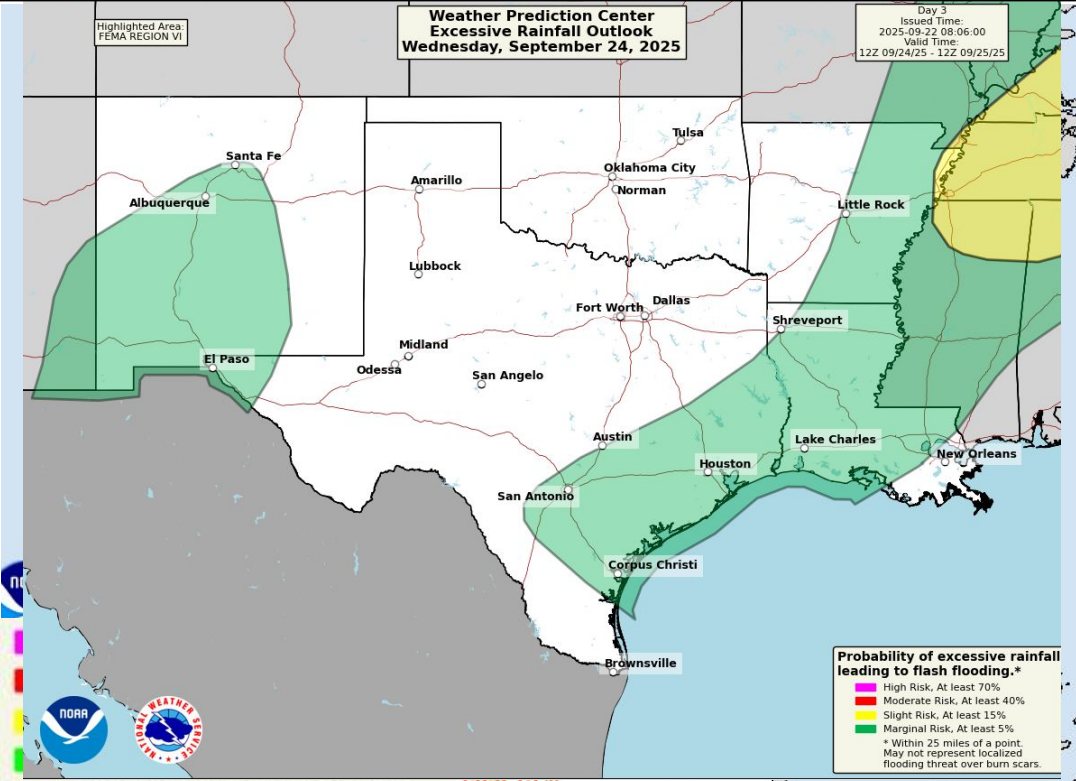 Highlighted Area:
FEMA REGION VI
Weather Prediction Center
Excessive Rainfall Outlook
Wednesday, September 24, 2025
Day 3
Issued Time:
2025-09-22 08:06:00
Valid Time:
12Z 09/24/25 - 12Z 09/25/25
Tulsa
Santa Fe
Oklahoma City
Amarillo
Norman
Albuquerque
Little Rock
Lubbock
Dallas
Fort Worth
Shreveport
Midland
El Paso
Odessa
San Angelo
Austin
Lake Charles
New Orleans
Houston
San Antonio
Corpus Christi
Brownsville
Probability of excessive rainfall
leading to flash flooding.*
High Risk, At least 70%
Moderate Risk, At least 40%
Slight Risk, At least 15%
Marginal Risk, At least 5%
* Within 25 miles of a point.
May not represent localized
flooding threat over burn scars.
NOAA
NATIONAL WEATHER SERVICE